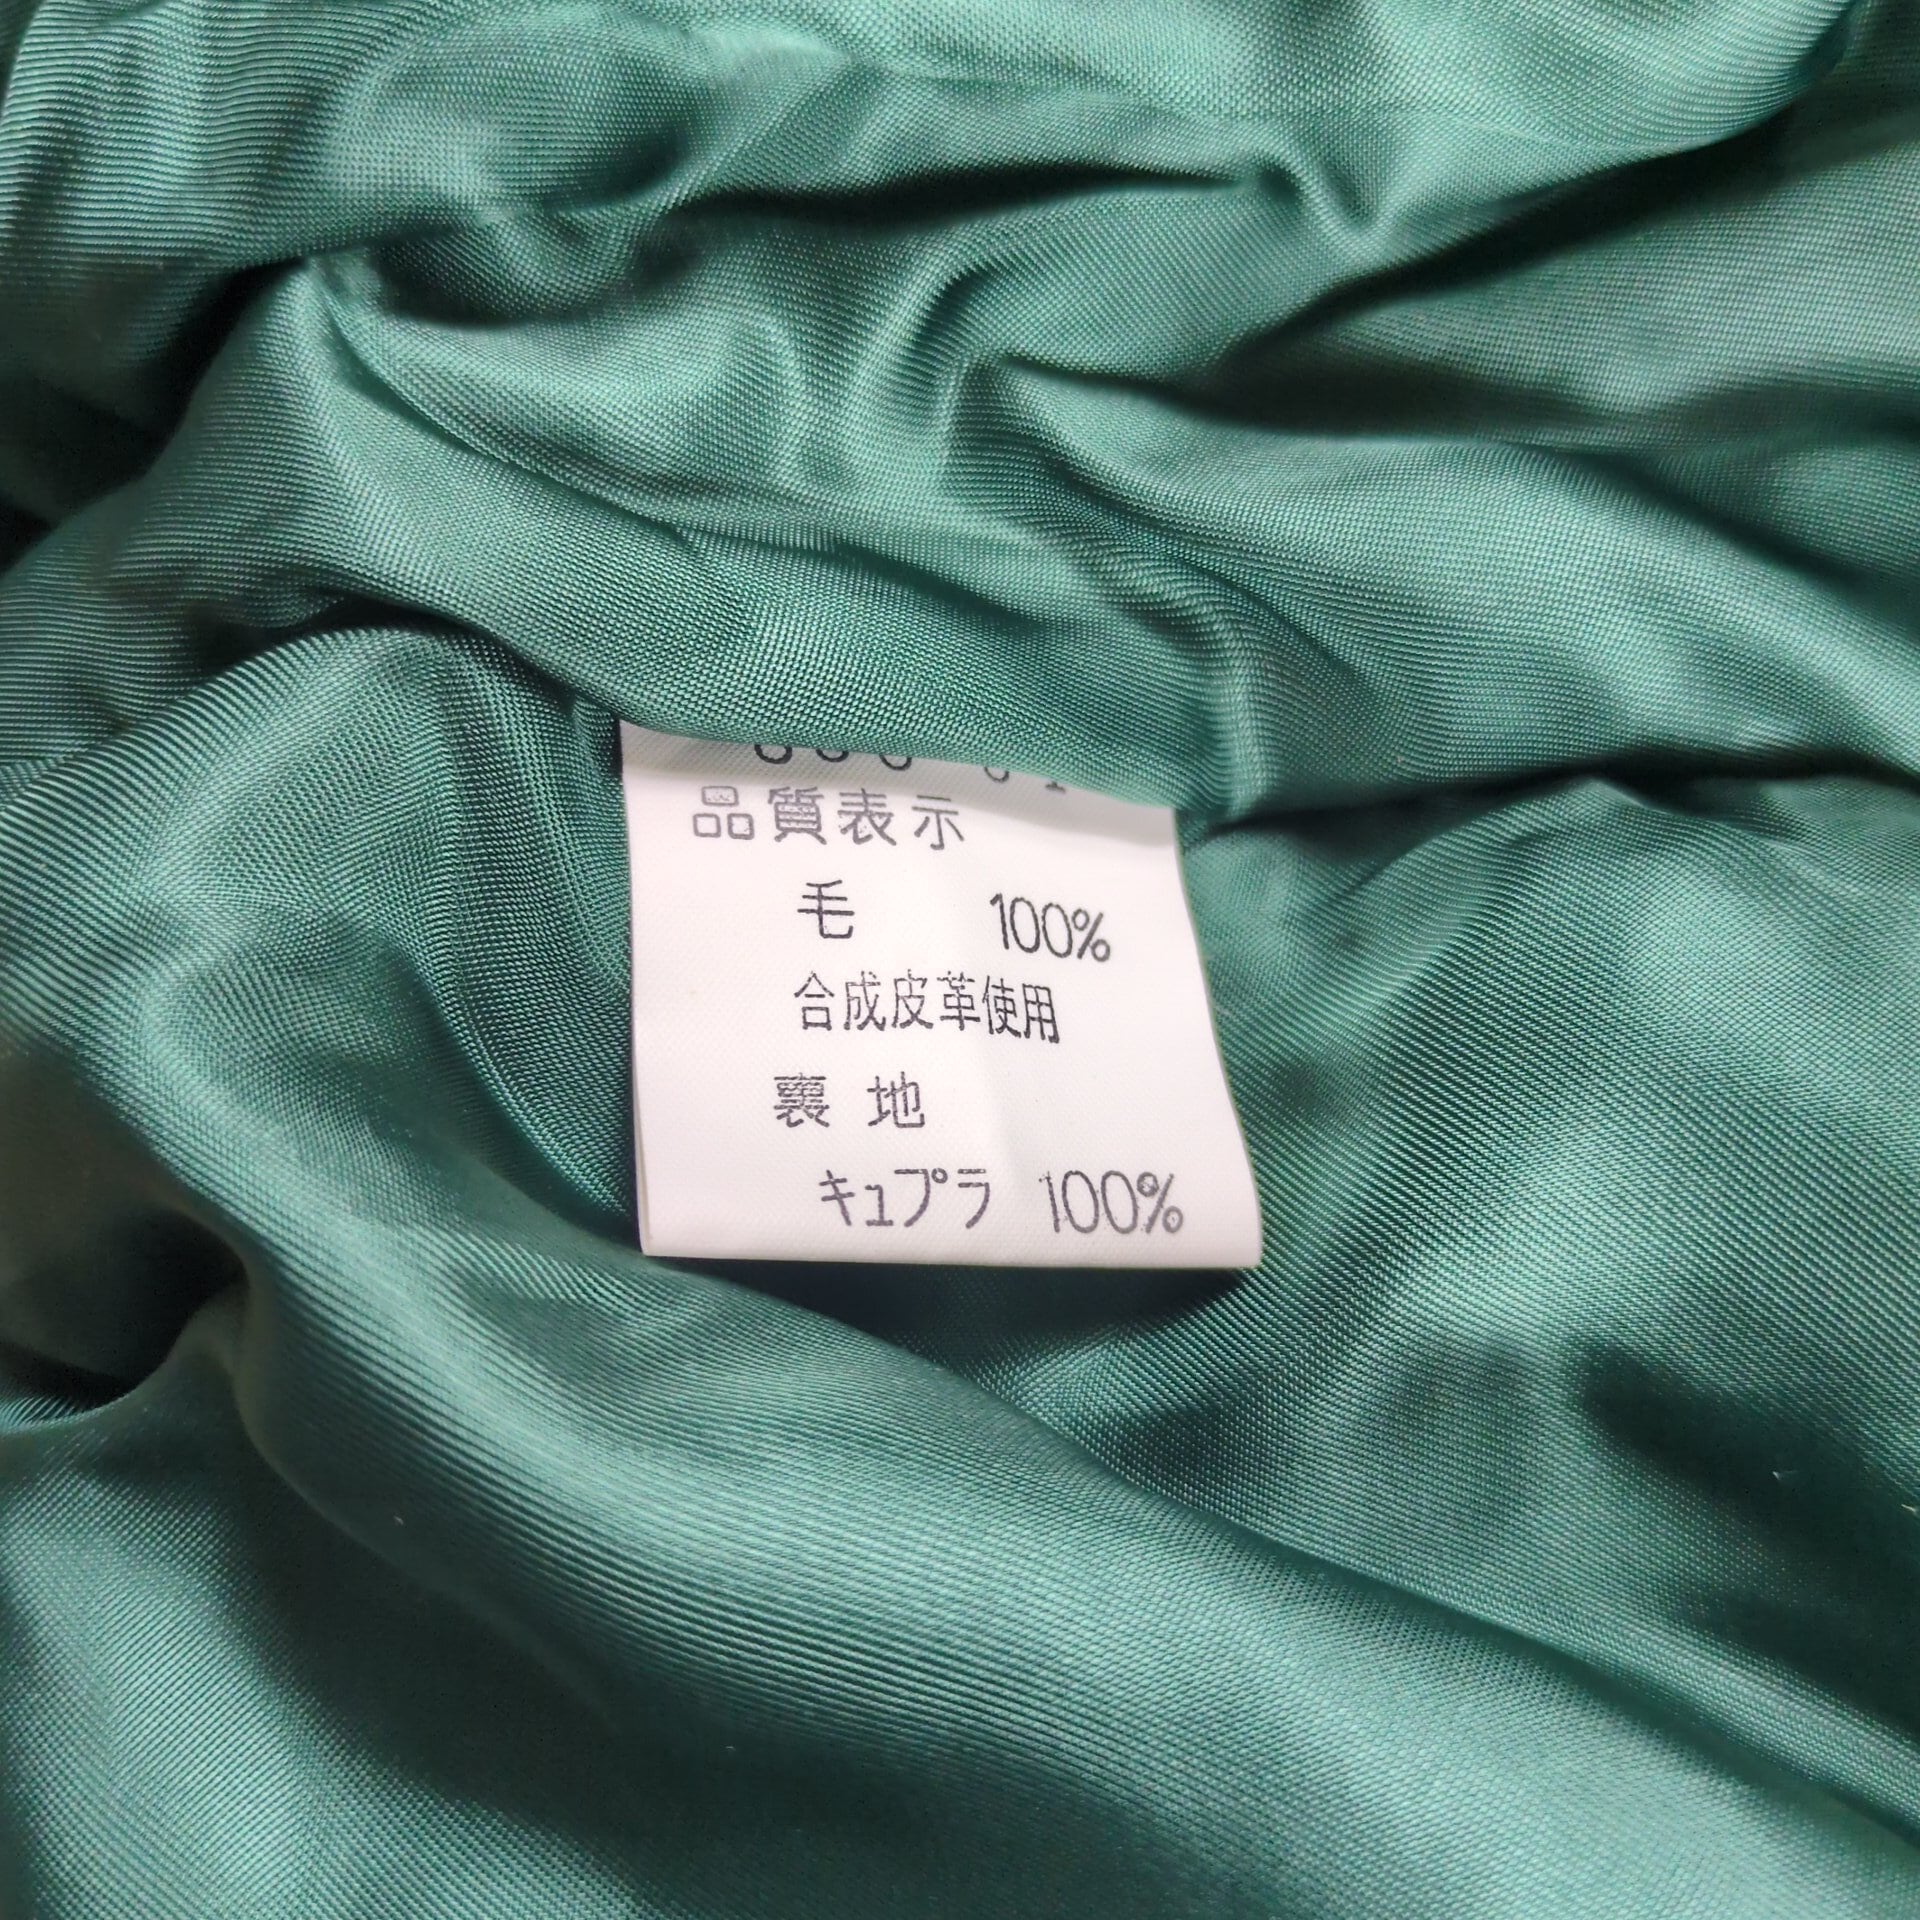 品質表示
毛 100%
合成皮革使用
裏地
キュプラ 100%